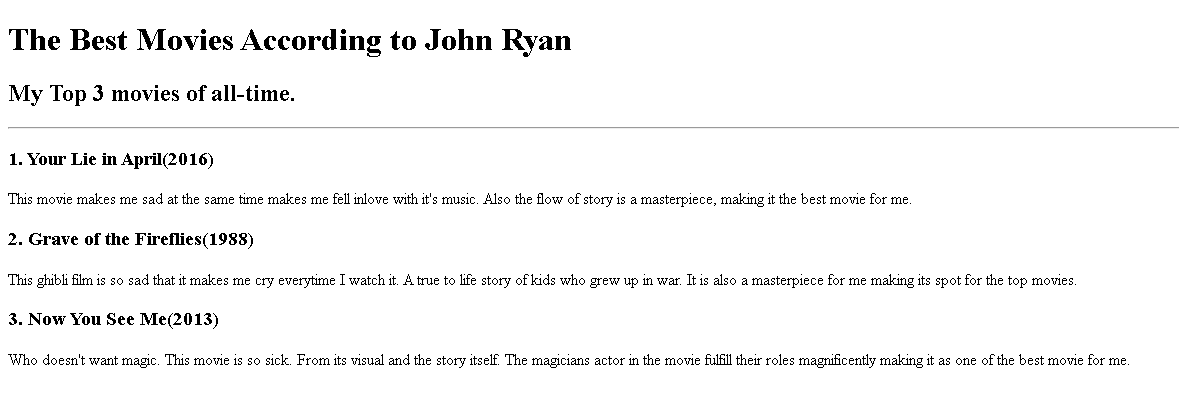 The Best Movies According to John Ryan
My Top 3 movies of all-time.
1. Your Lie in April(2016)
This movie makes me sad at the same time makes me fell inlove with it's music. Also the flow of story is a masterpiece, making it the best movie for me.
2. Grave of the Fireflies(1988)
This ghibli film is so sad that it makes me cry everytime I watch it. A true to life story of kids who grew up in war. It is also a masterpiece for me making its spot for the top movies.
3. Now You See Me(2013)
Who doesn't want magic. This movie is so sick. From its visual and the story itself. The magicians actor in the movie fulfill their roles magnificently making it as one of the best movie for me.